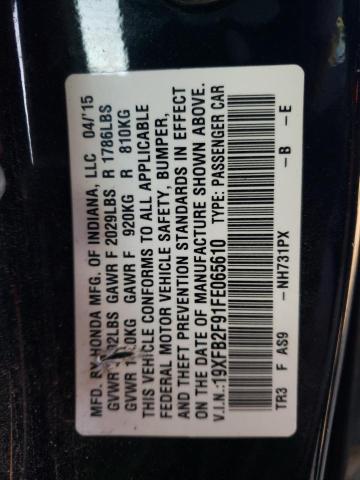 MFD. BY HONDA MFG. OF INDIANA, LLC 04/'15
GVWR LBS GAWR F 2029LBS R 1786LBS
GVWR KG GAWR F 920KG R 810KG
THIS VEHICLE CONFORMS TO ALL APPLICABLE
FEDERAL MOTOR VEHICLE SAFETY, BUMPER,
AND THEFT PREVENTION STANDARDS IN EFFECT
ON THE DATE OF MANUFACTURE SHOWN ABOVE.
V.I.N.:19XFB2F91FE065610 TYPE: PASSENGER CAR
TR3 F AS9 -NH731PX -B -E